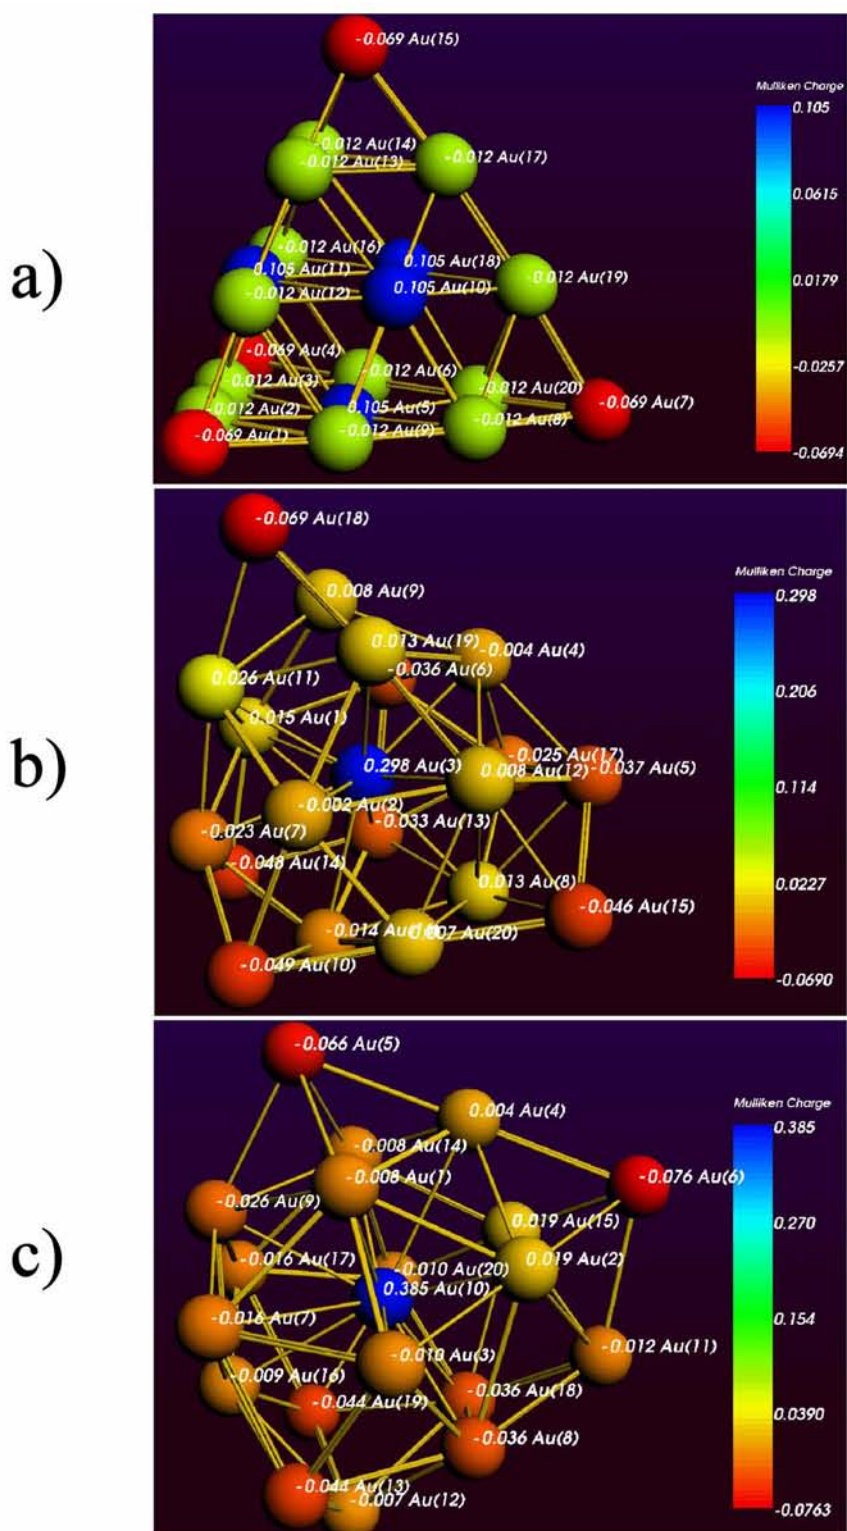 a)
-0.069 Au(15)
-0.012 Au(14)
-0.012 Au(13)
-0.012 Au(17)
-0.012 Au(16)
0.105 Au(11)
0.105 Au(18)
0.105 Au(10)
-0.012 Au(12)
-0.012 Au(19)
-0.069 Au(4)
-0.012 Au(3)
-0.012 Au(6)
-0.012 Au(2)
0.105 Au(5)
-0.012 Au(20)
-0.069 Au(7)
-0.069 Au(1)
-0.012 Au(9)
-0.012 Au(8)
Mulliken Charge
0.105
0.0615
0.0179
-0.0257
-0.0694
b)
-0.069 Au(18)
0.008 Au(9)
0.013 Au(19)
-0.004 Au(4)
-0.036 Au(6)
0.026 Au(11)
0.015 Au(1)
-0.025 Au(17)
0.298 Au(3)
0.008 Au(12)
-0.037 Au(5)
-0.002 Au(2)
-0.023 Au(7)
-0.033 Au(13)
-0.048 Au(14)
0.013 Au(8)
-0.046 Au(15)
-0.014
0.007 Au(20)
-0.049 Au(10)
Mulliken Charge
0.298
0.206
0.114
0.0227
-0.0690
c)
-0.066 Au(5)
0.004 Au(4)
-0.008 Au(14)
-0.008 Au(1)
-0.076 Au(6)
-0.026 Au(9)
0.019 Au(15)
-0.016 Au(17)
0.019 Au(2)
-0.010 Au(20)
0.385 Au(10)
-0.016 Au(7)
-0.010 Au(3)
-0.012 Au(11)
-0.009 Au(16)
-0.044 Au(19)
-0.036 Au(18)
-0.036 Au(8)
-0.044 Au(13)
-0.007 Au(12)
Mulliken Charge
0.385
0.270
0.154
0.0390
-0.0763